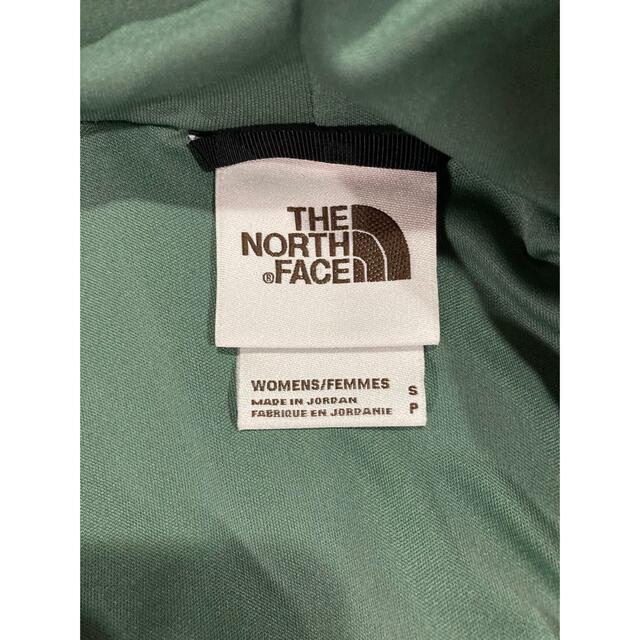 THE
NORTH
®FACE
WOMENS/FEMMES S
MADE IN JORDAN
FABRIQUE EN JORDANIE P